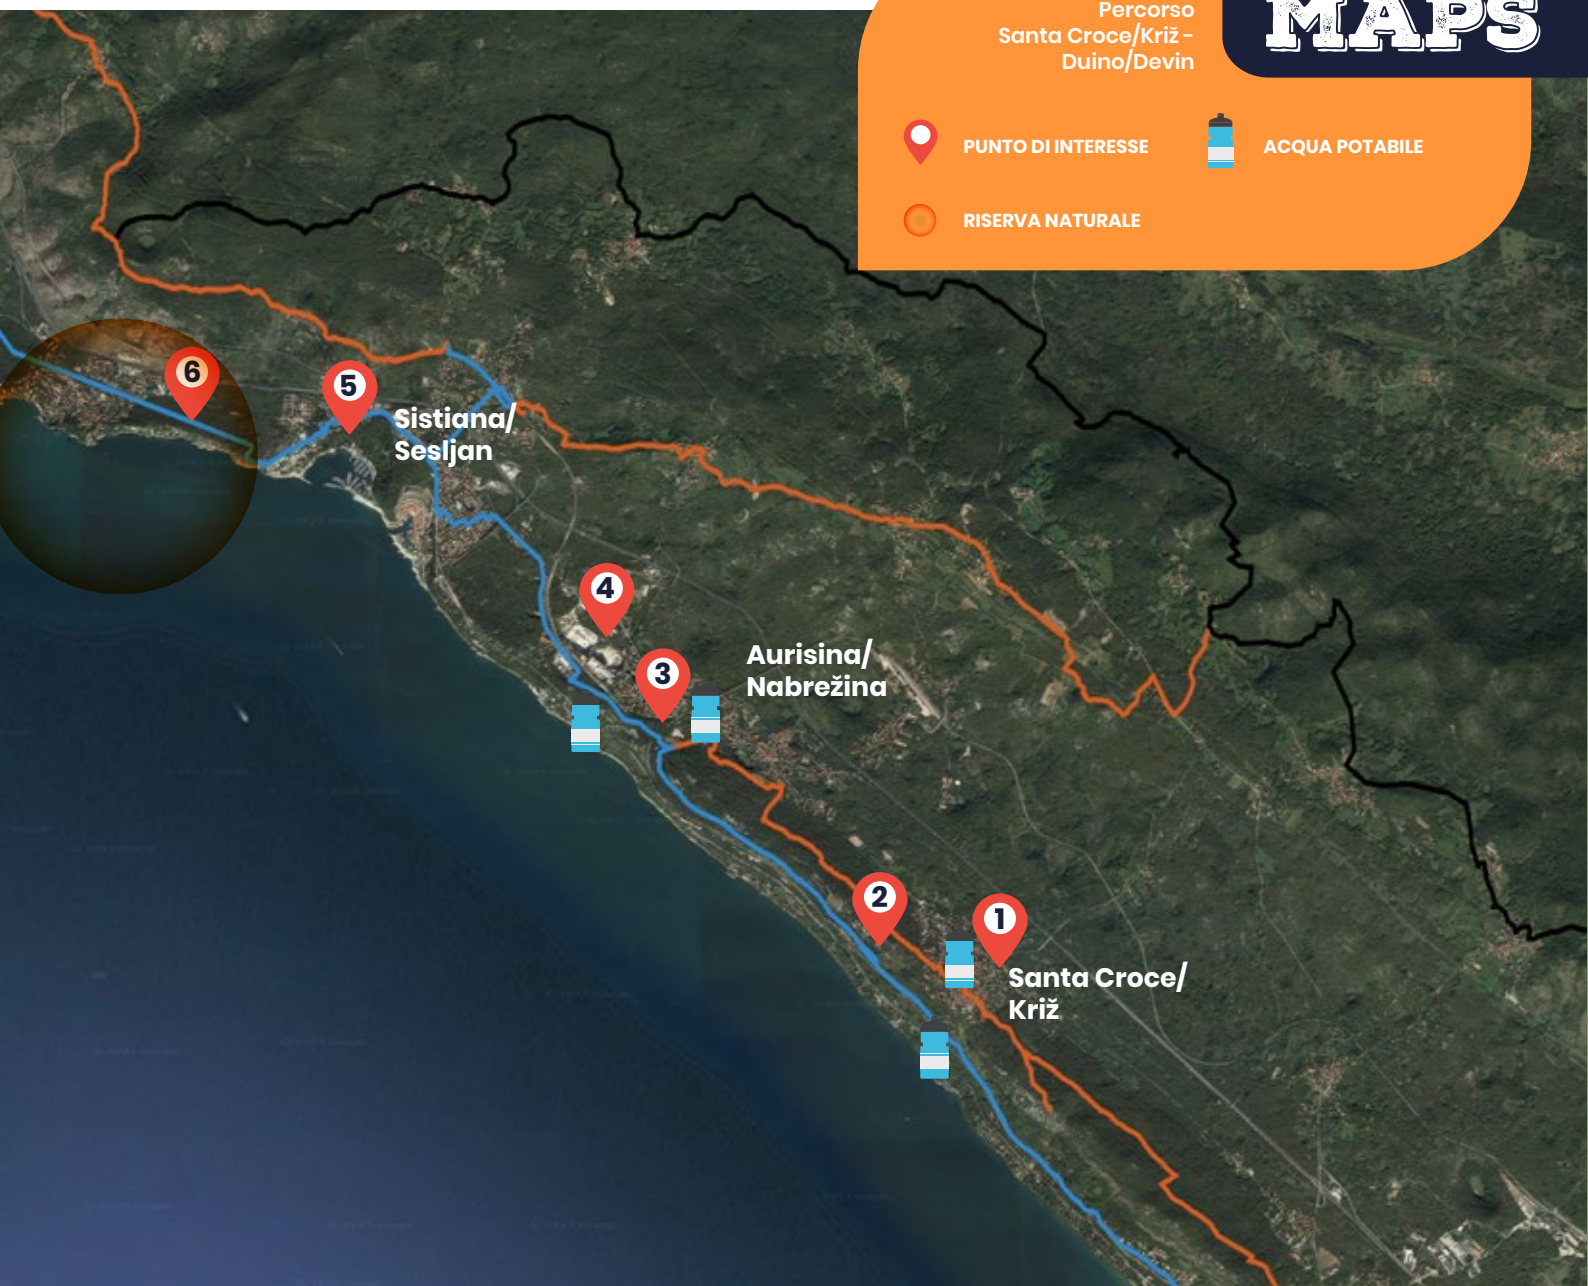 MAPS
Percorso
Santa Croce/Križ -
Duino/Devin
PUNTO DI INTERESSE
ACQUA POTABILE
RISERVA NATURALE
6
5
Sistiana/
Sesljan
4
3
Aurisina/
Nabrežina
2
1
Santa Croce/
Križ